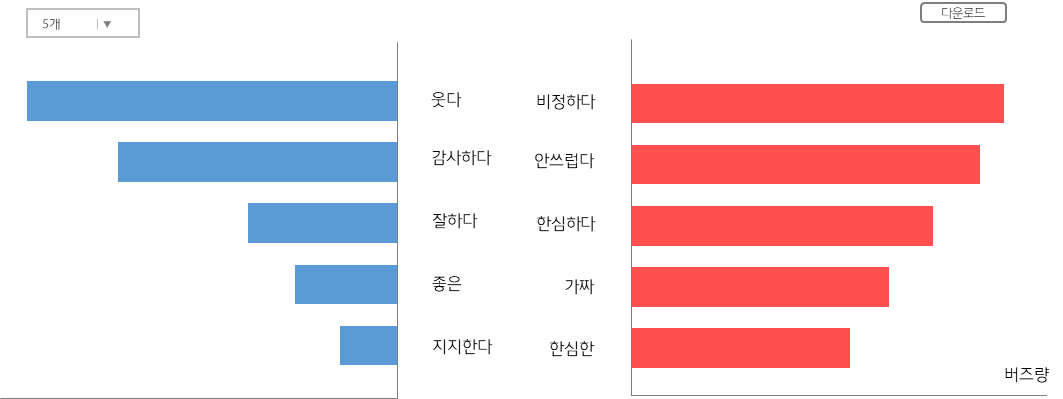 5개 ▼
다운로드
웃다
감사하다
잘하다
좋은
지지한다
비정하다
안쓰럽다
한심하다
가짜
한심한
버즈량